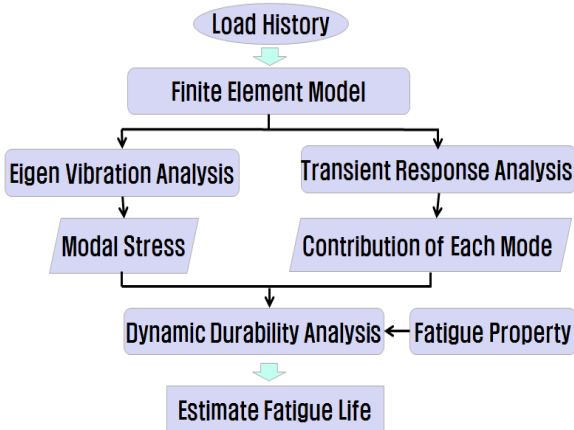 Load History
Finite Element Model
Eigen Vibration Analysis
Transient Response Analysis
Modal Stress
Contribution of Each Mode
Dynamic Durability Analysis
Fatigue Property
Estimate Fatigue Life